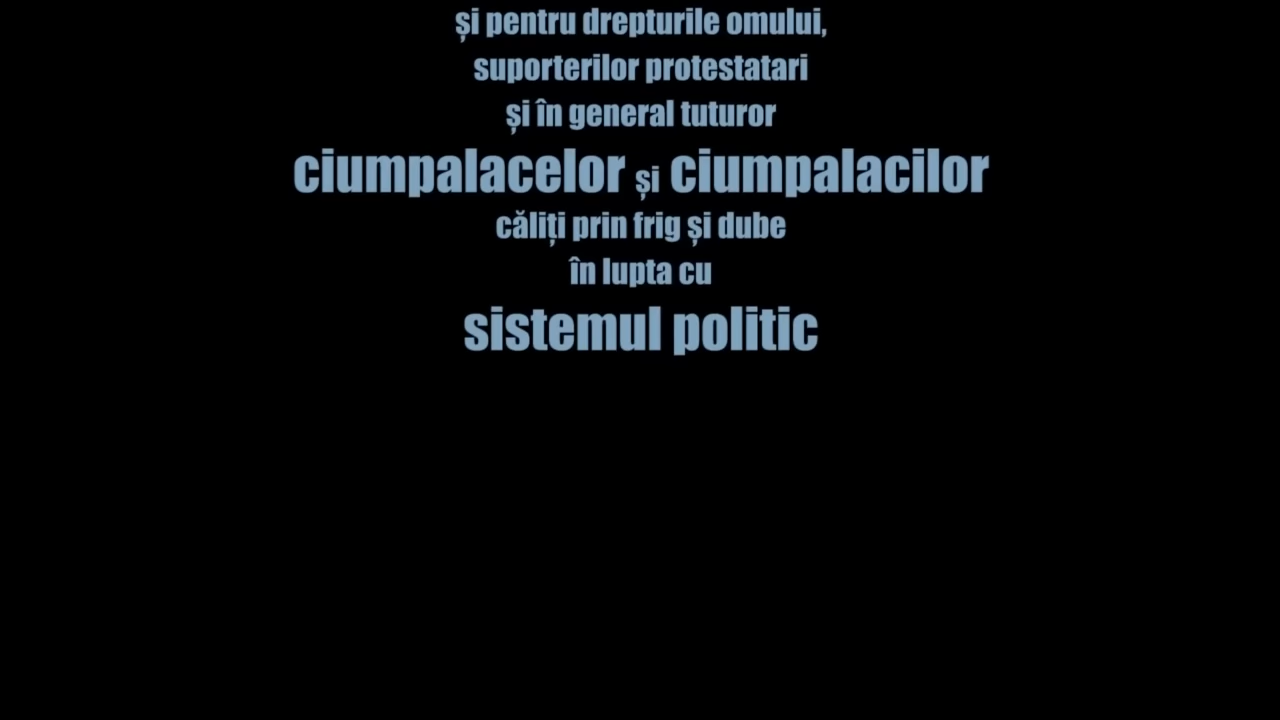 și pentru drepturile omului,
suporterilor protestatari
și în general tuturor
ciumpalacelor și ciumpalacilor
căliți prin frig și dube
în lupta cu
sistemul politic